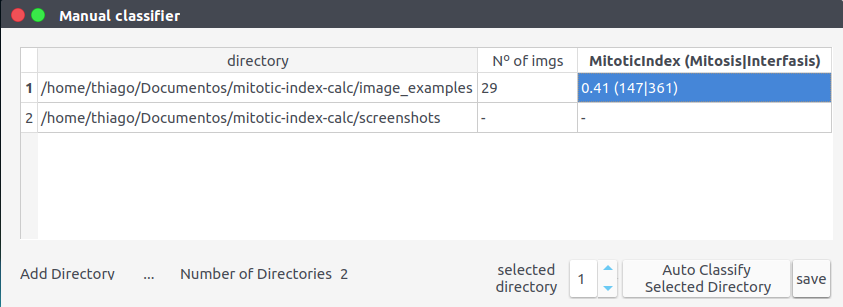 Manual classifier
directory Nº of imgs MitoticIndex (Mitosis|Interfasis)
1 /home/thiago/Documentos/mitotic-index-calc/image_examples 29 0.41 (147|361)
2 /home/thiago/Documentos/mitotic-index-calc/screenshots - -
Add Directory ... Number of Directories 2 selected directory 1 Auto Classify Selected Directory save